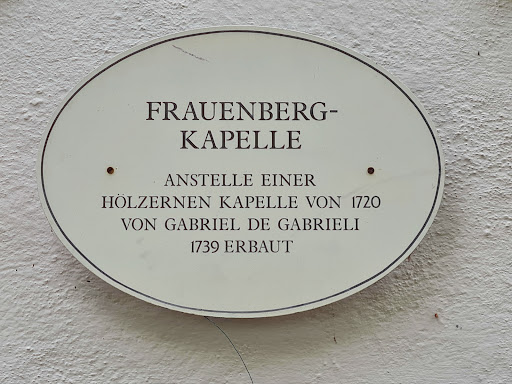 FRAUENBERG-
KAPELLE
ANSTELLE EINER
HÖLZERNEN KAPELLE VON 1720
VON GABRIEL DE GABRIELI
1739 ERBAUT